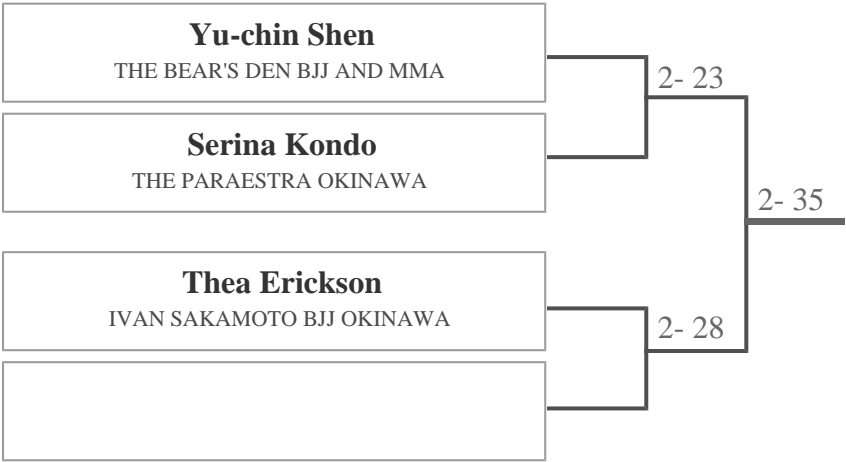 Yu-chin Shen
THE BEAR'S DEN BJJ AND MMA
2- 23
Serina Kondo
THE PARAESTRA OKINAWA
2- 35
Thea Erickson
IVAN SAKAMOTO BJJ OKINAWA
2- 28